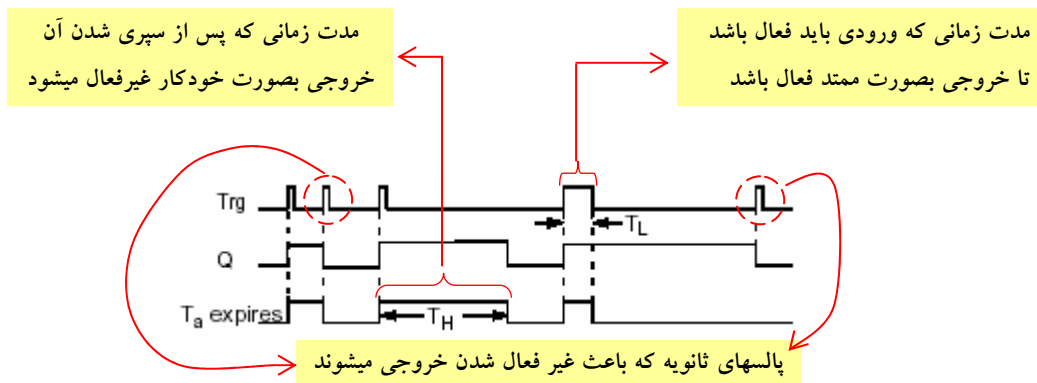 مدت زمانی که ورودی باید فعال باشد
تا خروجی بصورت ممتد فعال باشد
مدت زمانی که پس از سپری شدن آن
خروجی بصورت خودکار غیرفعال میشود
Trg
TL
Q
Ta expires
TH
پالسهای ثانویه که باعث غیر فعال شدن خروجی میشوند